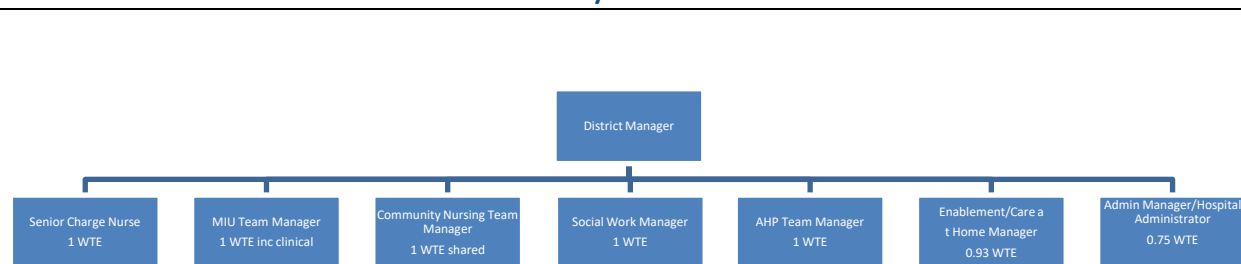 District Manager
Senior Charge Nurse
1 WTE
MIU Team Manager
1 WTE inc clinical
Community Nursing Team
Manager
1 WTE shared
Social Work Manager
1 WTE
AHP Team Manager
1 WTE
Enablement/Care a
t Home Manager
0.93 WTE
Admin Manager/Hospital
Administrator
0.75 WTE